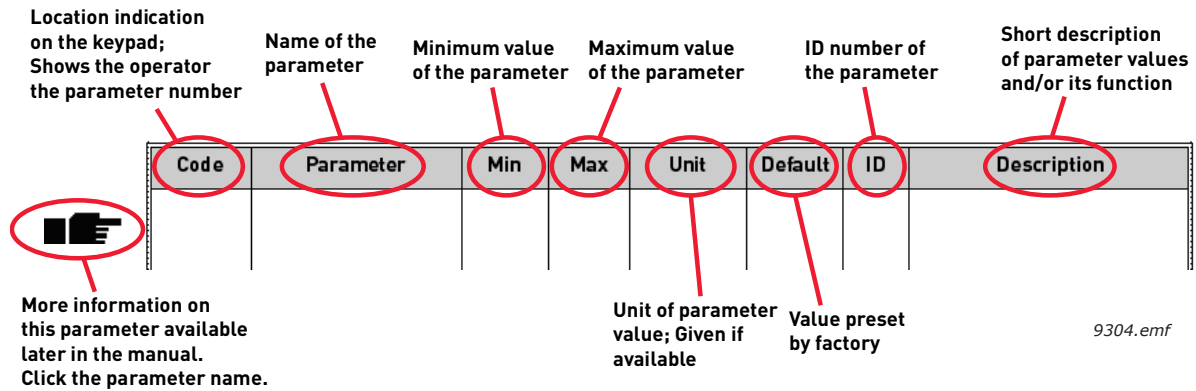 Location indication
on the keypad;
Shows the operator
the parameter number
Name of the
parameter
Minimum value
of the parameter
Maximum value
of the parameter
ID number of
the parameter
Short description
of parameter values
and/or its function
Code Parameter Min Max Unit Default ID Description
More information on
this parameter available
later in the manual.
Click the parameter name.
Unit of parameter
value; Given if
available
Value preset
by factory
9304.emf